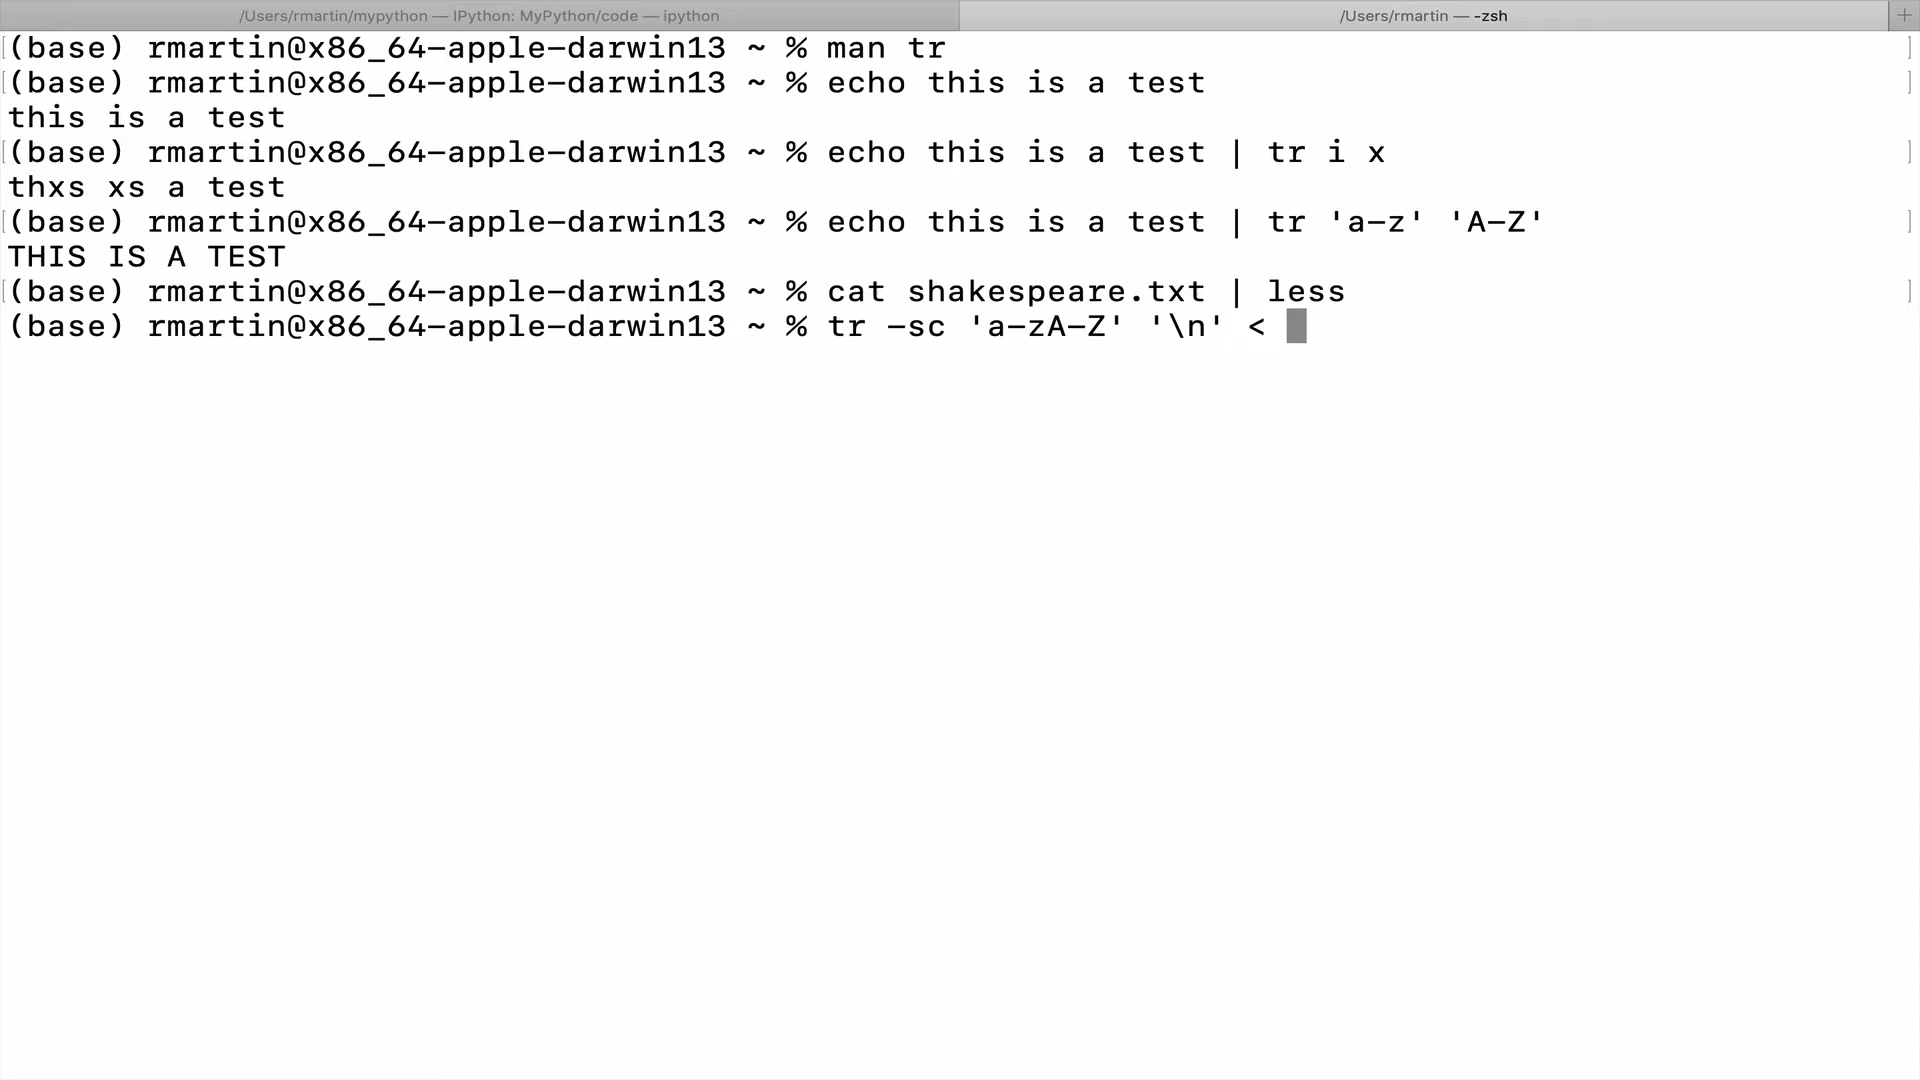 /Users/rmartin/mypython — IPython: MyPython/code — ipython
/Users/rmartin — -zsh
(base) rmartin@x86_64-apple-darwin13 ~ % man tr
(base) rmartin@x86_64-apple-darwin13 ~ % echo this is a test
this is a test
(base) rmartin@x86_64-apple-darwin13 ~ % echo this is a test | tr i x
thxs xs a test
(base) rmartin@x86_64-apple-darwin13 ~ % echo this is a test | tr 'a-z' 'A-Z'
THIS IS A TEST
(base) rmartin@x86_64-apple-darwin13 ~ % cat shakespeare.txt | less
(base) rmartin@x86_64-apple-darwin13 ~ % tr -sc 'a-zA-Z' '\n' <